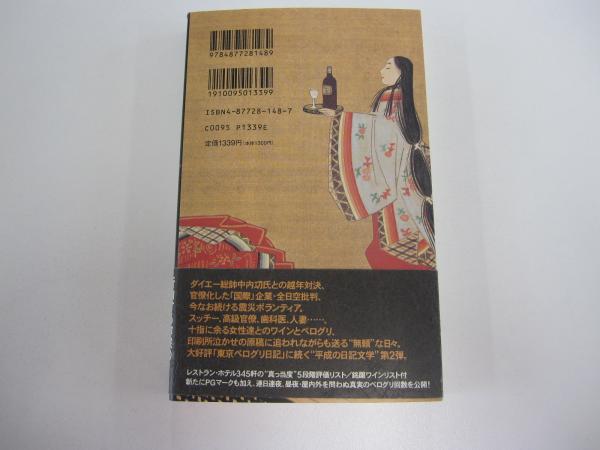 9784877281489
1910095013399
ISBN4-87728-148-7
C0095 P1339E
定価1339円(本体1300円)
ダイエー総帥中内㓛氏との越年対決、
官僚化した「国際」企業・全日空批判、
今なお続ける震災ボランティア。
スッチー、高級官僚、歯科医、人妻……。
十指に余る女性達とのワインとペログリ。
印刷所泣かせの原稿に追われながらも送る“無頼”な日々。
大好評「東京ペログリ日記」に続く“平成の日記文学”第2弾。
レストラン・ホテル345軒の“真っ当度”5段階評価リスト/銘譲ワインリスト付
新たにPGマークも加え、連日連夜、昼夜・屋内外を問わぬ真実のペログリ回数を公開!